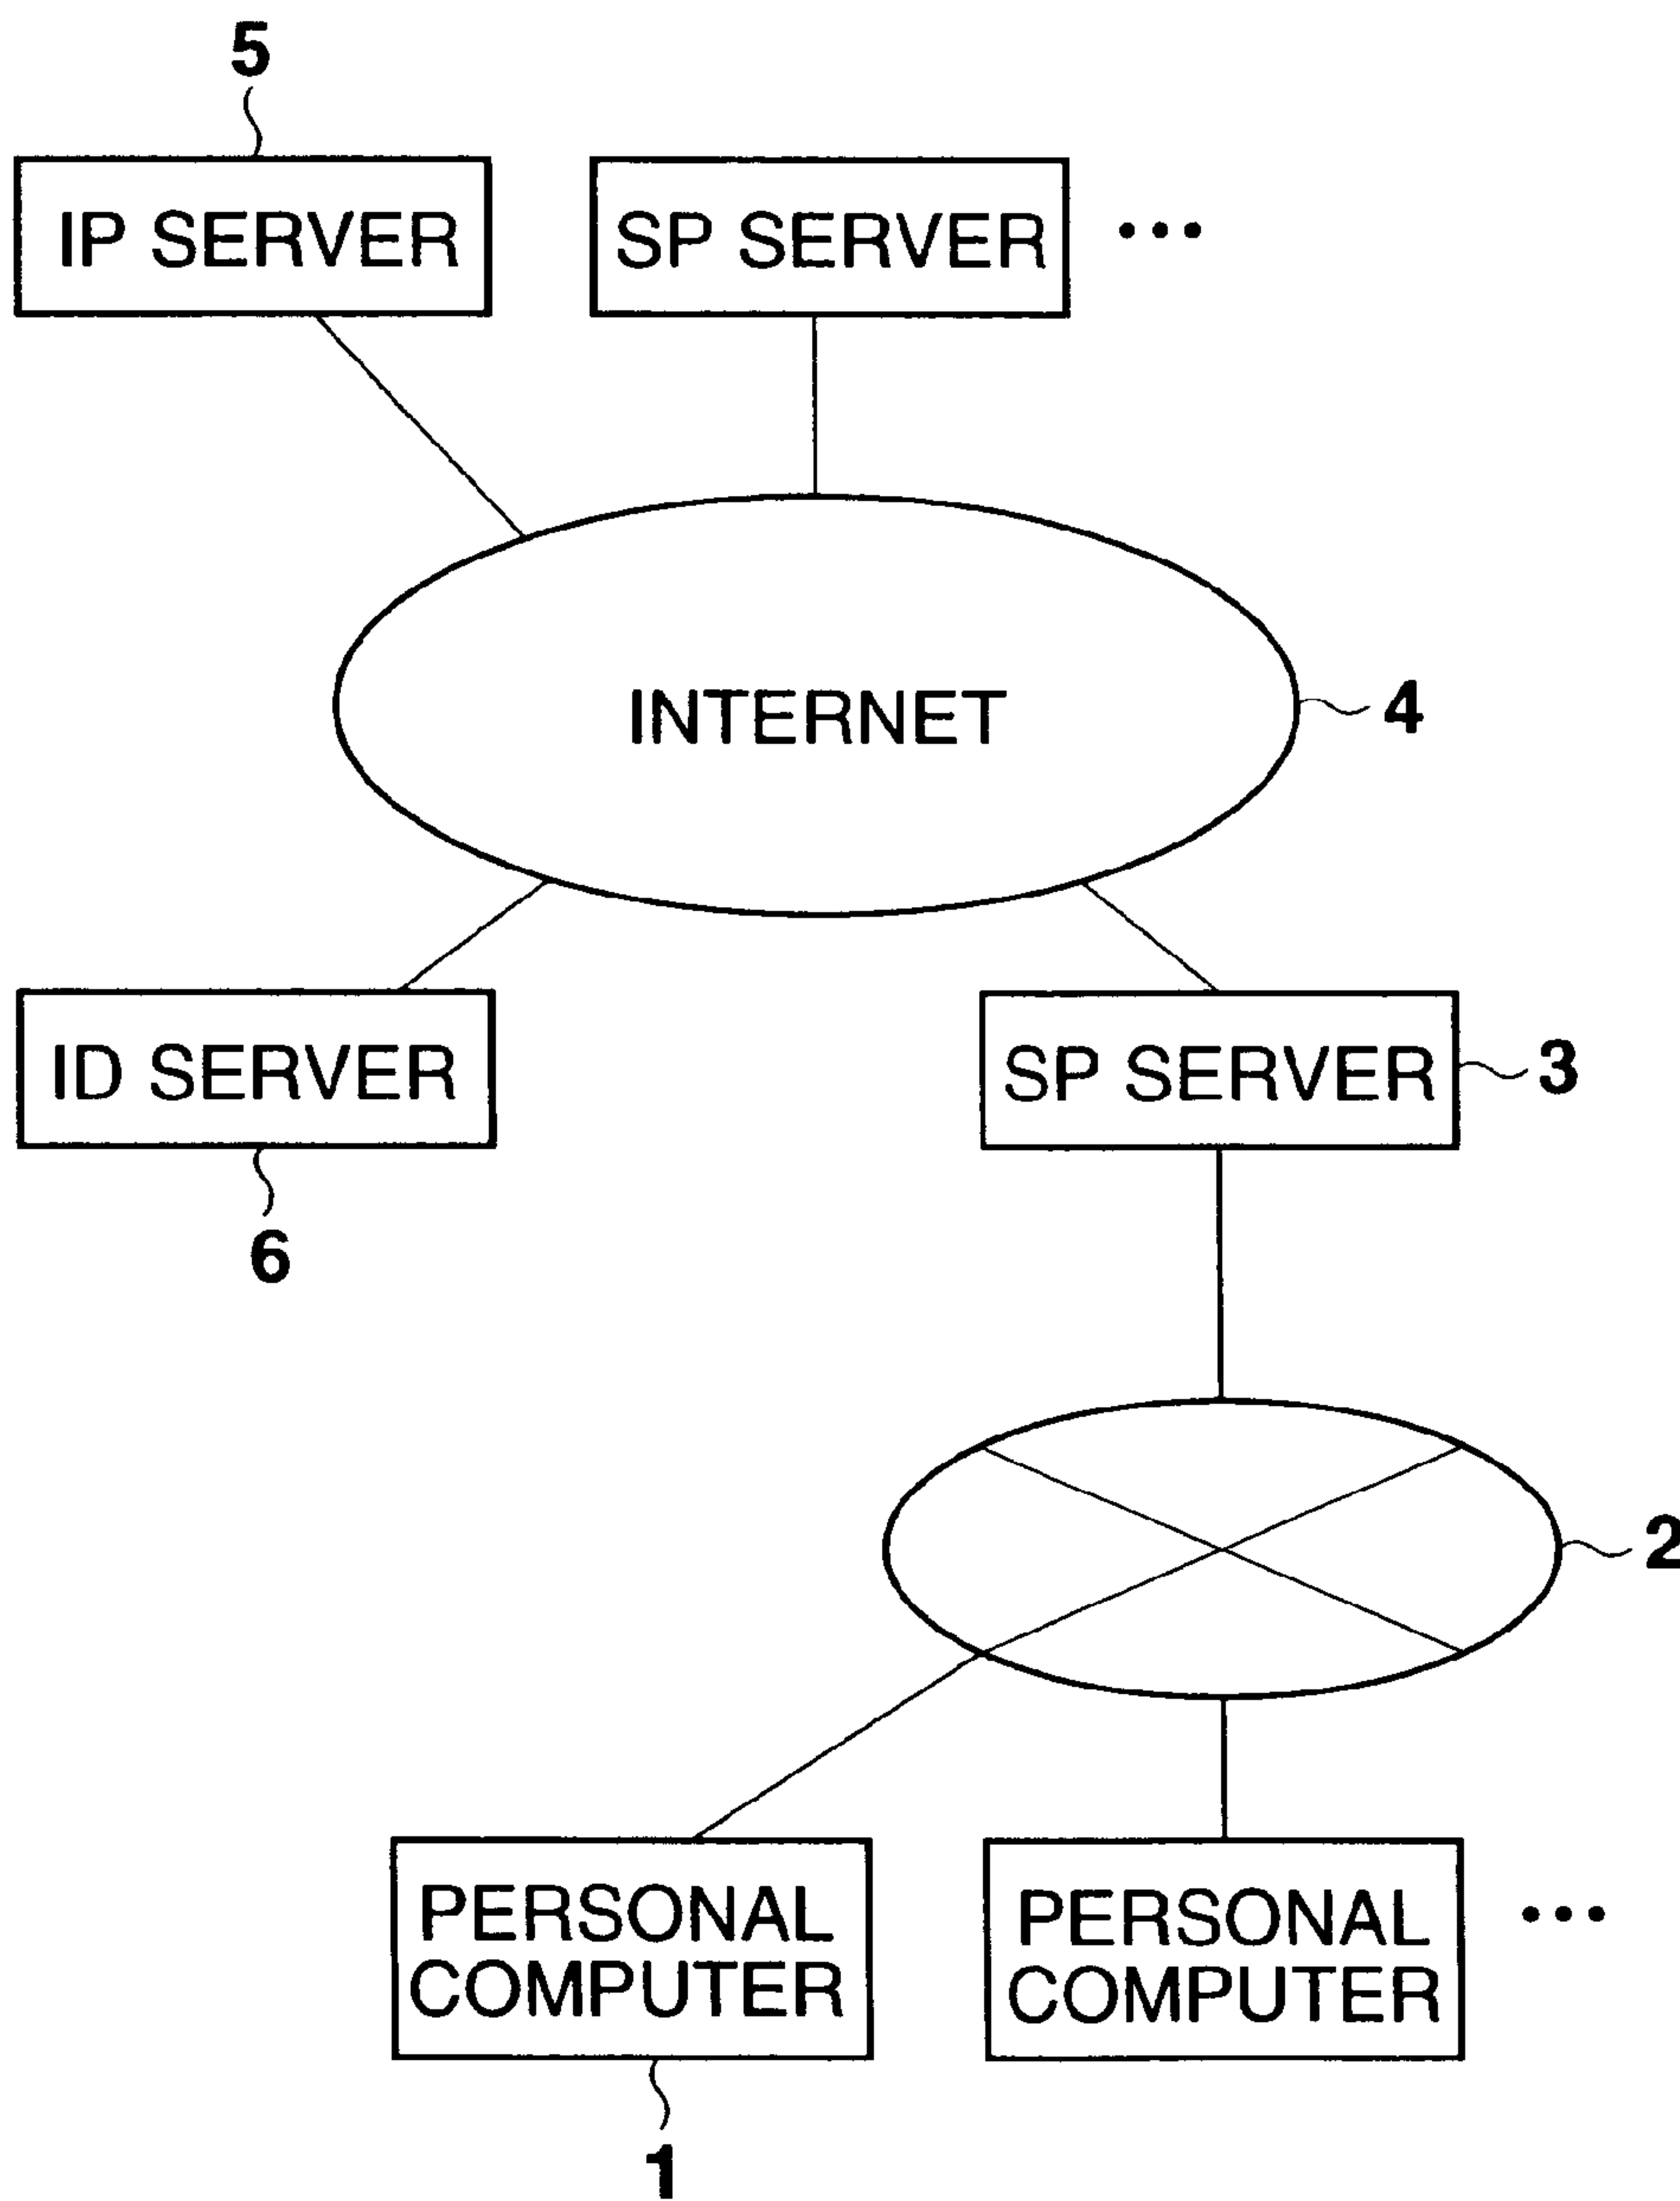 5
IP SERVER
SP SERVER
•••
INTERNET
4
ID SERVER
SP SERVER
3
6
2
PERSONAL
COMPUTER
PERSONAL
COMPUTER
•••
1